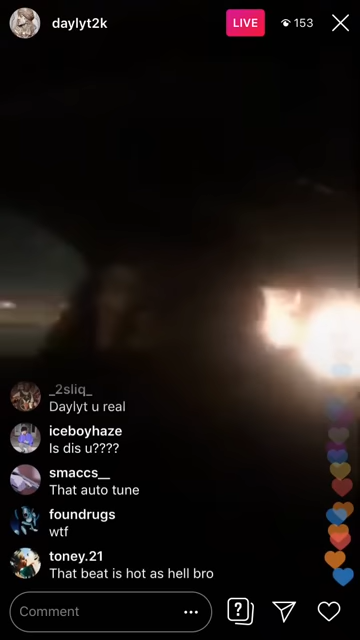 daylyt2k
LIVE
153
_2sliq_
Daylyt u real
iceboyhaze
Is dis u????
smaccs__
That auto tune
foundrugs
wtf
toney.21
That beat is hot as hell bro
Comment
?